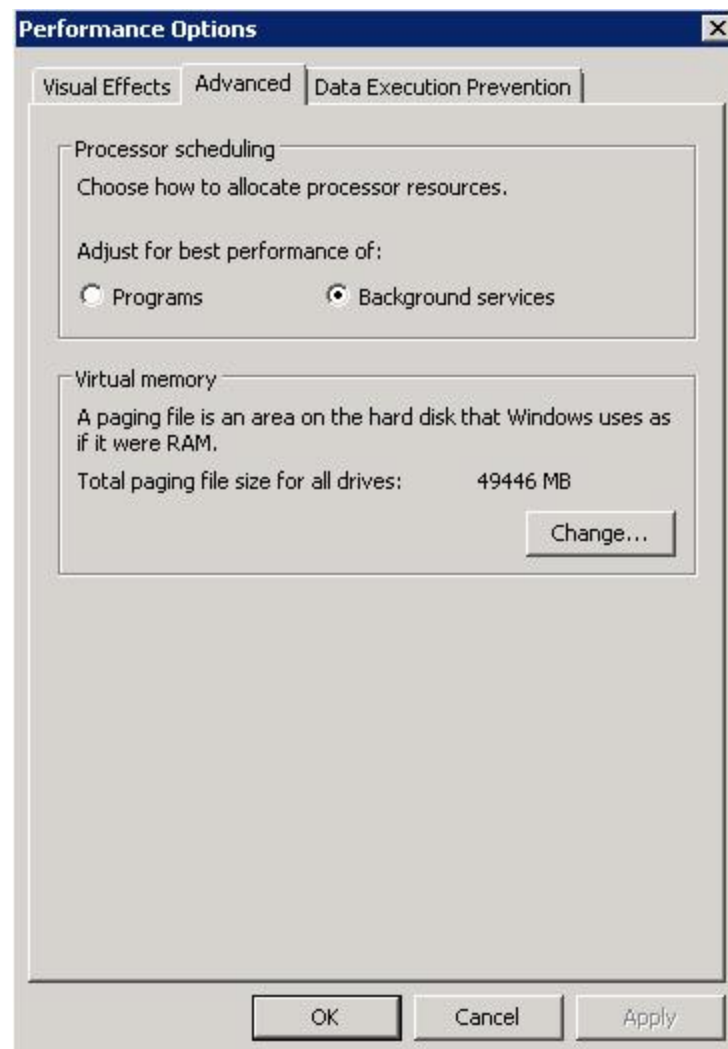 Performance Options
Visual Effects
Advanced
Data Execution Prevention
Processor scheduling
Choose how to allocate processor resources.
Adjust for best performance of:
Programs
Background services
Virtual memory
A paging file is an area on the hard disk that Windows uses as
if it were RAM.
Total paging file size for all drives: 49446 MB
Change...
OK
Cancel
Apply